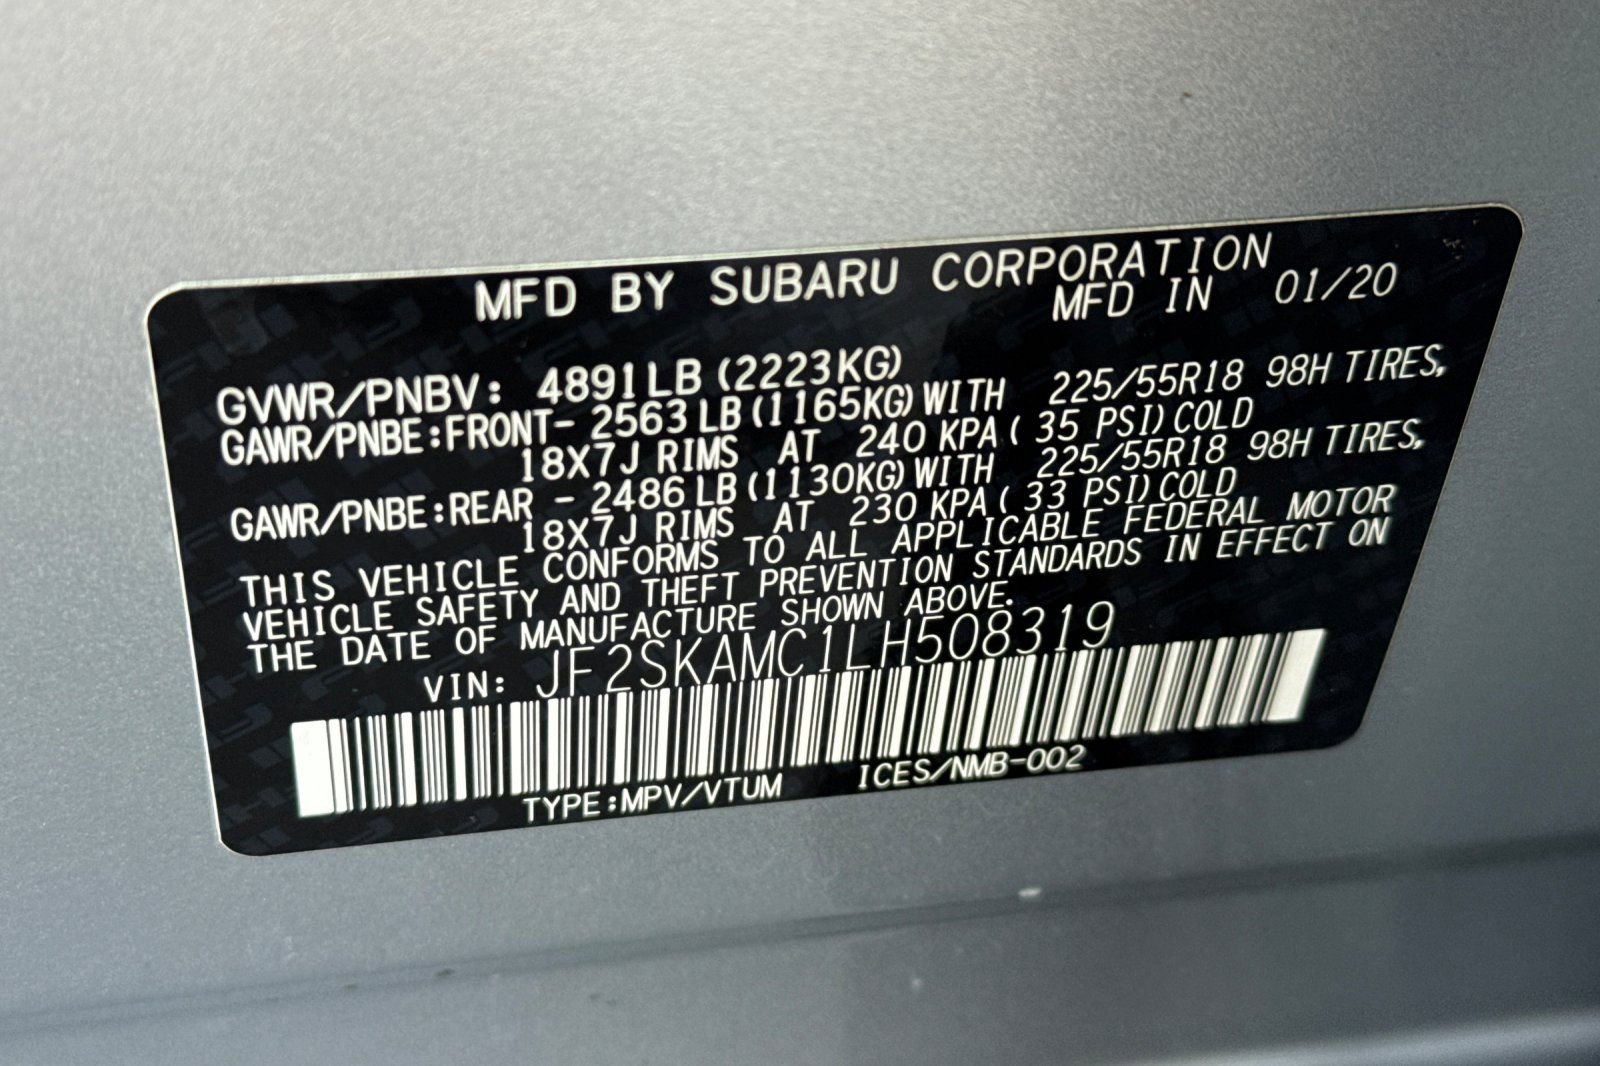 MFD BY SUBARU CORPORATION
MFD IN 01/20
GVWR/PNBV: 4891LB (2223KG)
GAWR/PNBE:FRONT- 2563 LB (1165KG) WITH 225/55R18 98H TIRES,
18X7J RIMS AT 240 KPA ( 35 PSI) COLD
GAWR/PNBE:REAR - 2486 LB (1130KG) WITH 225/55R18 98H TIRES,
18X7J RIMS AT 230 KPA ( 33 PSI) COLD
THIS VEHICLE CONFORMS TO ALL APPLICABLE FEDERAL MOTOR
VEHICLE SAFETY AND THEFT PREVENTION STANDARDS IN EFFECT ON
THE DATE OF MANUFACTURE SHOWN ABOVE.
VIN: JF2SKAMC1LH508319
TYPE:MPV/VTUM ICES/NMB-002